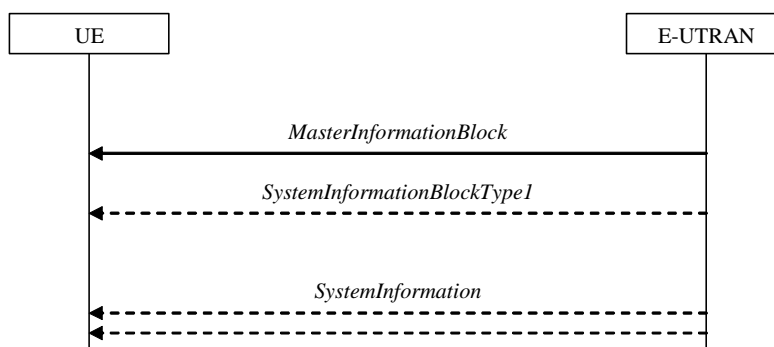 UE
E-UTRAN
MasterInformationBlock
SystemInformationBlockType1
SystemInformation